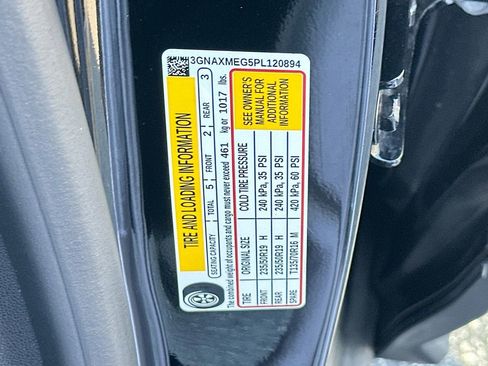 3GNAXMEG5PL120894
TIRE AND LOADING INFORMATION
SEATING CAPACITY TOTAL 5 FRONT 2 REAR 3
The combined weight of occupants and cargo must never exceed 461 kg or 1017 lbs.
TIRE ORIGINAL SIZE COLD TIRE PRESSURE
FRONT 235/50R19 H 240 kPa, 35 PSI
REAR 235/50R19 H 240 kPa, 35 PSI
SPARE T135/70R16 M 420 kPa, 60 PSI
SEE OWNER'S
MANUAL FOR
ADDITIONAL
INFORMATION